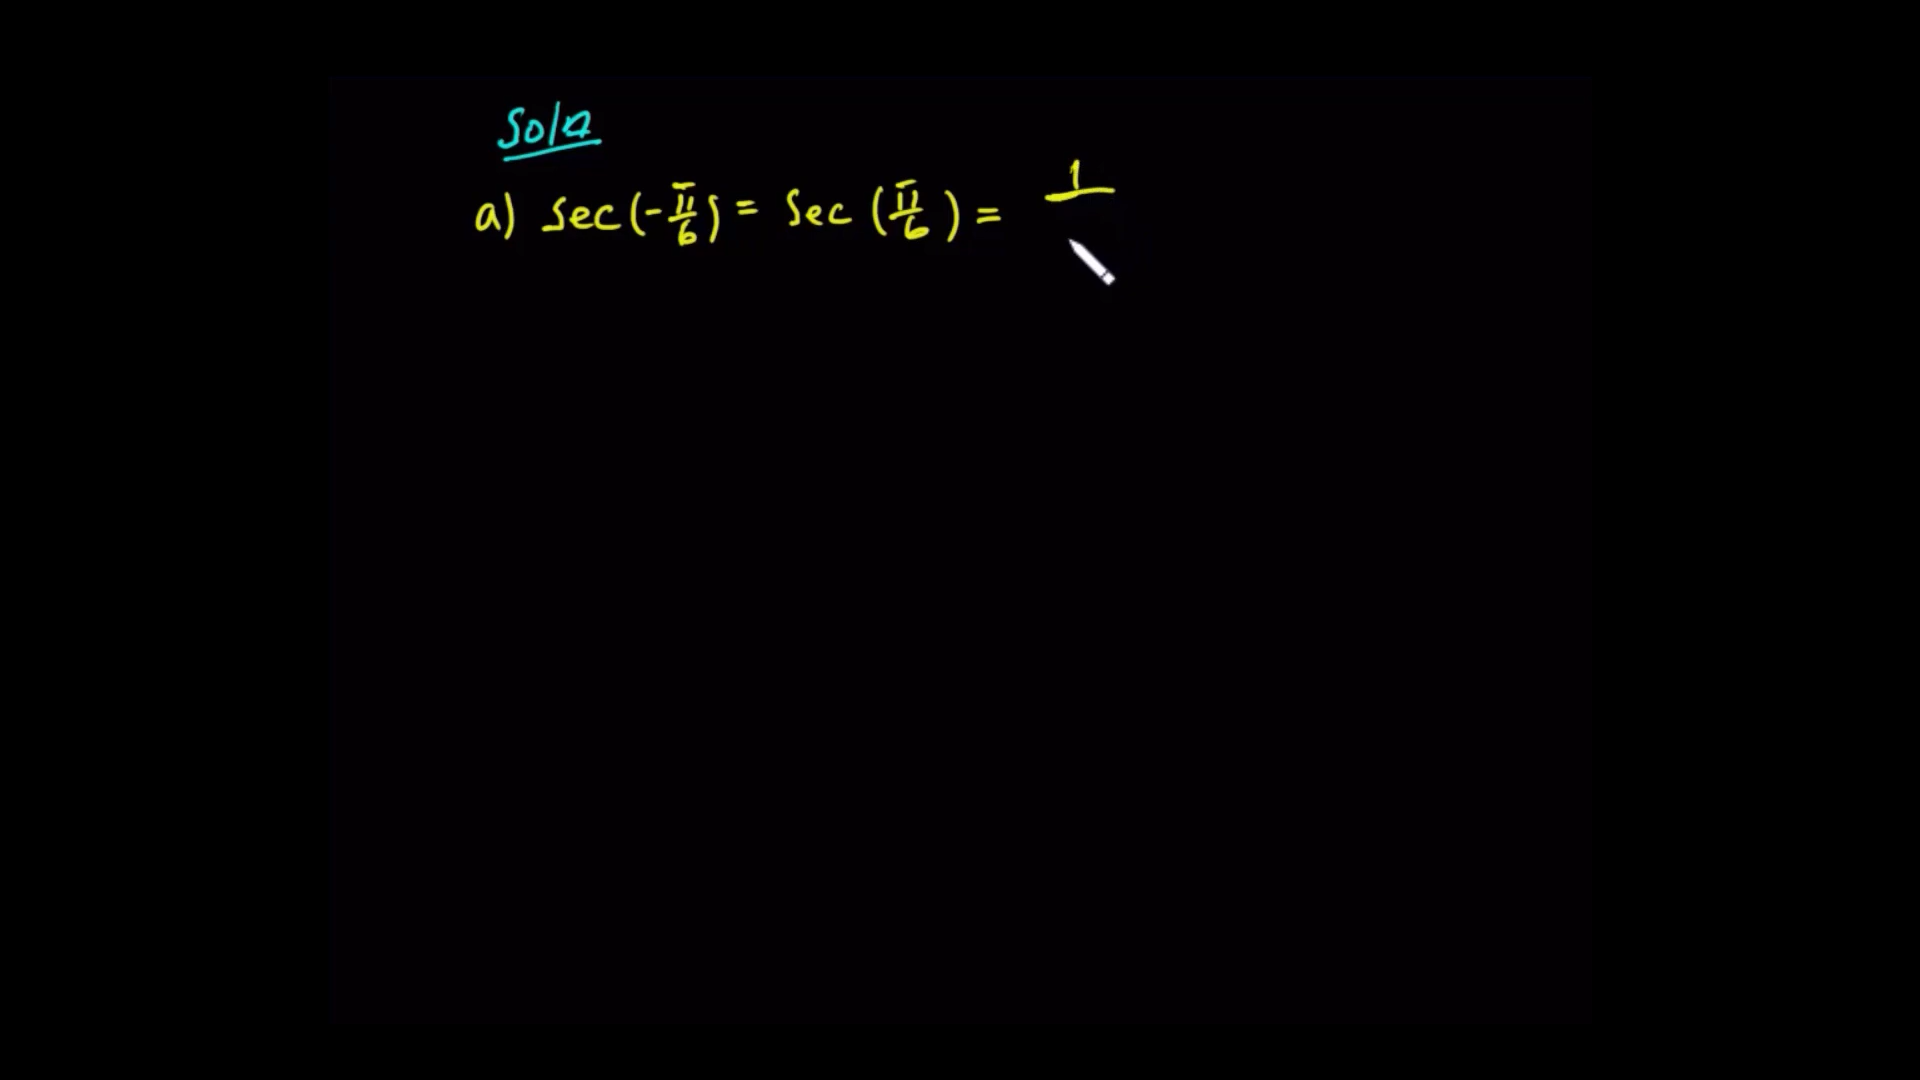 Soln
a) sec(-π/6) = sec(π/6) = 1/